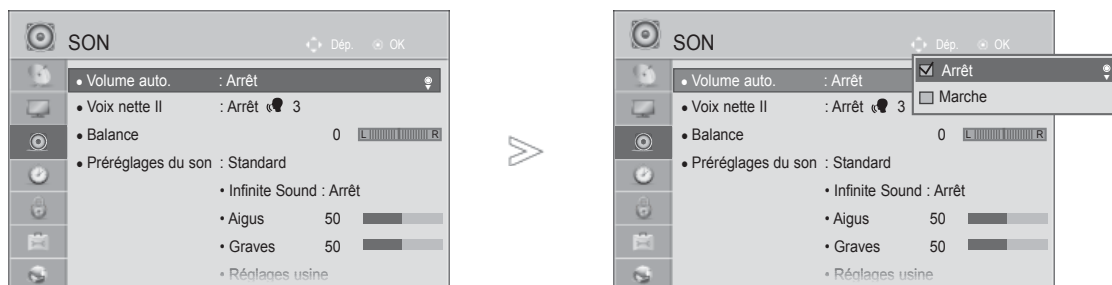 SON Dép. OK
• Volume auto. : Arrêt
• Voix nette II : Arrêt 3
• Balance 0 L R
• Préréglages du son : Standard
• Infinite Sound : Arrêt
• Aigus 50
• Graves 50
• Réglages usine
SON Dép. OK
Arrêt
Marche
• Volume auto. : Arrêt
• Voix nette II : Arrêt 3
• Balance 0 L R
• Préréglages du son : Standard
• Infinite Sound : Arrêt
• Aigus 50
• Graves 50
• Réglages usine